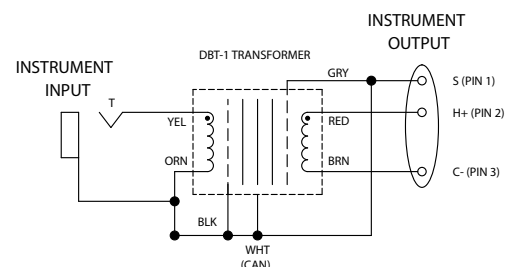 INSTRUMENT
OUTPUT
DBT-1 TRANSFORMER
INSTRUMENT
INPUT
GRY
S (PIN 1)
T
YEL
RED
H+ (PIN 2)
ORN
BRN
C- (PIN 3)
BLK
WHT
(CAN)